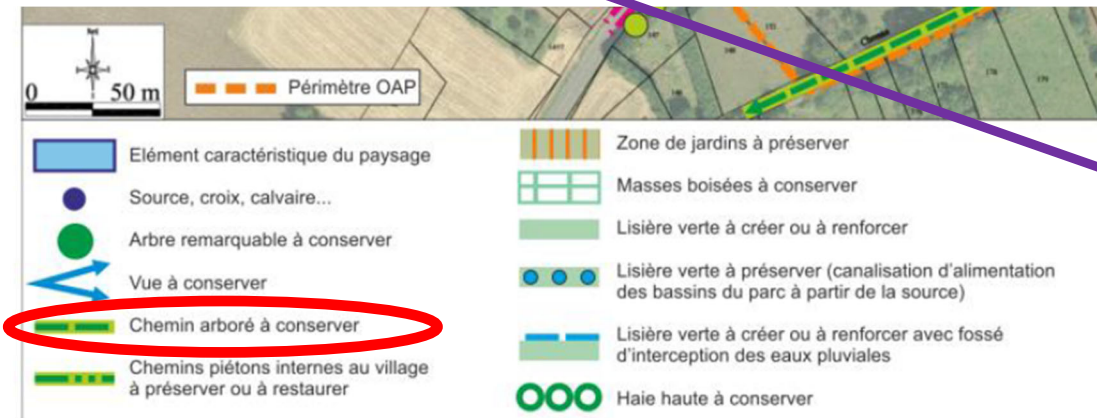 0
50 m
Périmètre OAP
Chemin
Elément caractéristique du paysage
Source, croix, calvaire...
Arbre remarquable à conserver
Vue à conserver
Chemin arboré à conserver
Chemins piétons internes au village
à préserver ou à restaurer
Zone de jardins à préserver
Masses boisées à conserver
Lisière verte à créer ou à renforcer
Lisière verte à préserver (canalisation d'alimentation
des bassins du parc à partir de la source)
Lisière verte à créer ou à renforcer avec fossé
d'interception des eaux pluviales
Haie haute à conserver